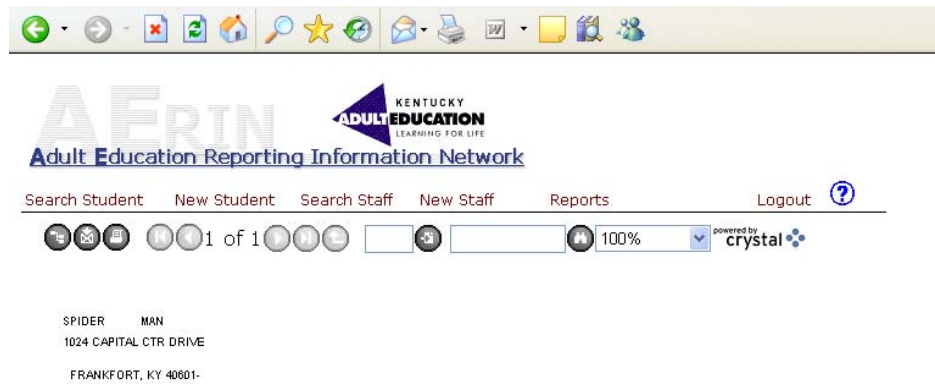 AERIN
KENTUCKY
ADULT EDUCATION
LEARNING FOR LIFE
Adult Education Reporting Information Network
Search Student New Student Search Staff New Staff Reports Logout ?
1 of 1 100% powered by crystal
SPIDER MAN
1024 CAPITAL CTR DRIVE
FRANKFORT, KY 40601-